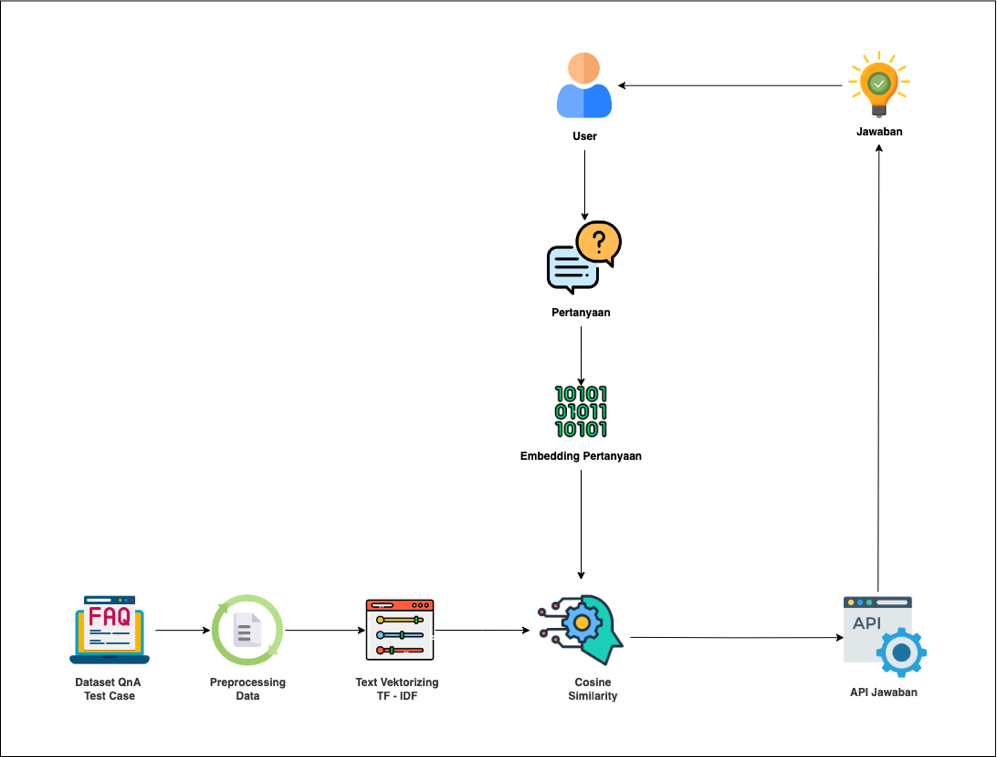 User
Jawaban
?
Pertanyaan
10101
01011
10101
Embedding Pertanyaan
FAQ
Dataset QnA
Test Case
Preprocessing
Data
Text Vektorizing
TF - IDF
Cosine
Similarity
API
API Jawaban